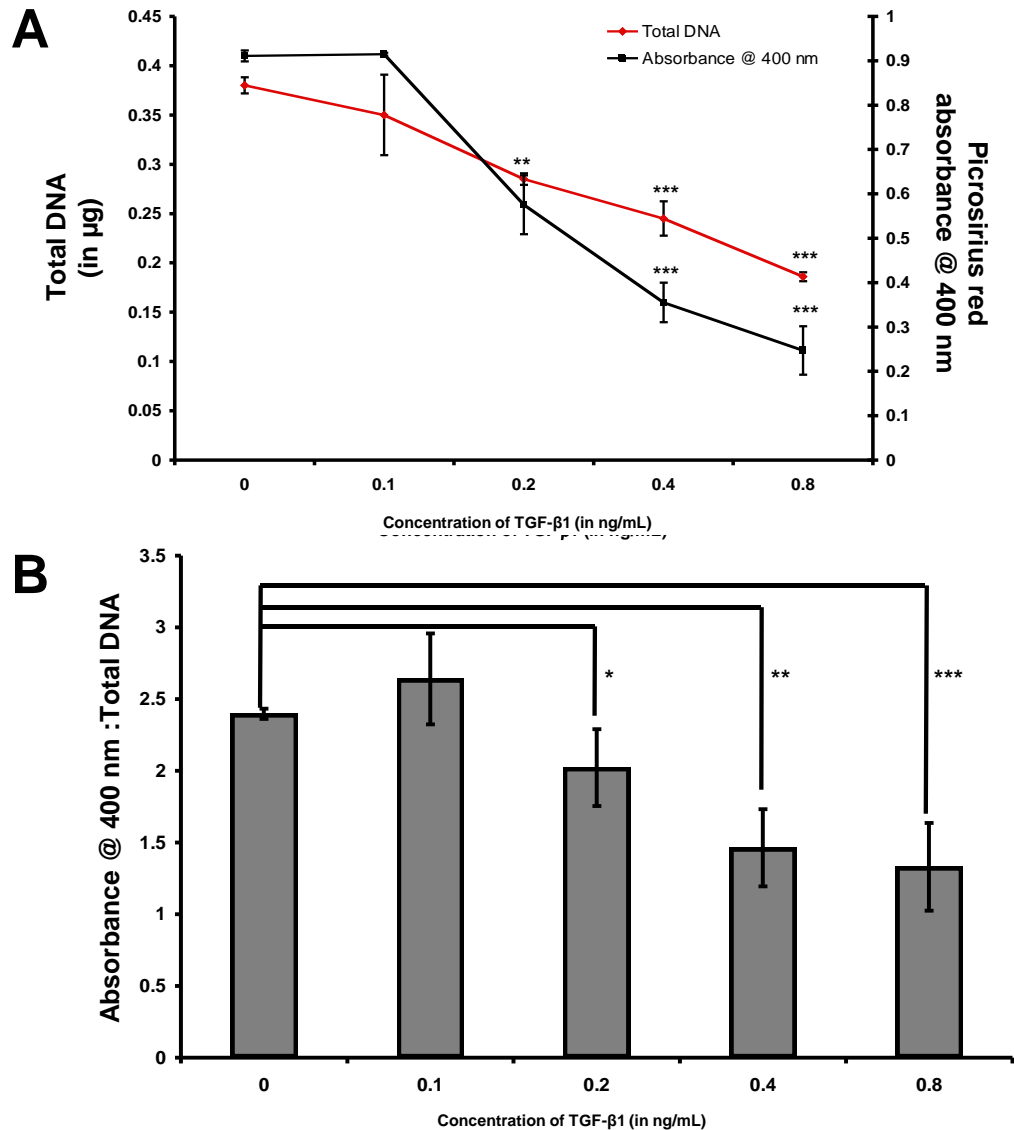 A
Total DNA
Absorbance @ 400 nm
0.45
0.4
0.35
0.3
0.25
0.2
0.15
0.1
0.05
0
1
0.9
0.8
0.7
0.6
0.5
0.4
0.3
0.2
0.1
0
Total DNA
(in µg)
Picrosirius red
absorbance @ 400 nm
**
***
***
***
***
0 0.1 0.2 0.4 0.8
Concentration of TGF-β1 (in ng/mL)
B
3.5
3
2.5
2
1.5
1
0.5
0
Absorbance @ 400 nm :Total DNA
* ** ***
0 0.1 0.2 0.4 0.8
Concentration of TGF-β1 (in ng/mL)